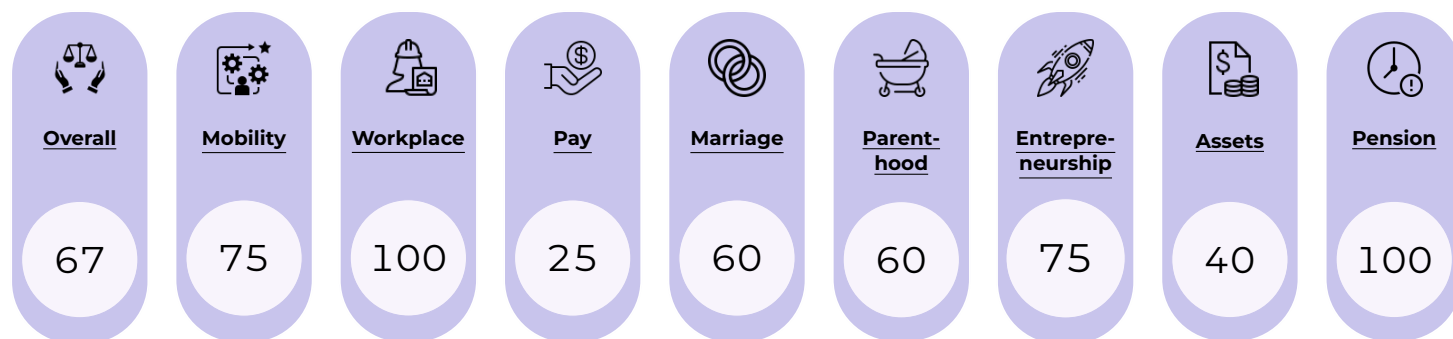 Overall
67
Mobility
75
Workplace
100
Pay
25
Marriage
60
Parent-
hood
60
Entrepre-
neurship
75
Assets
40
Pension
100